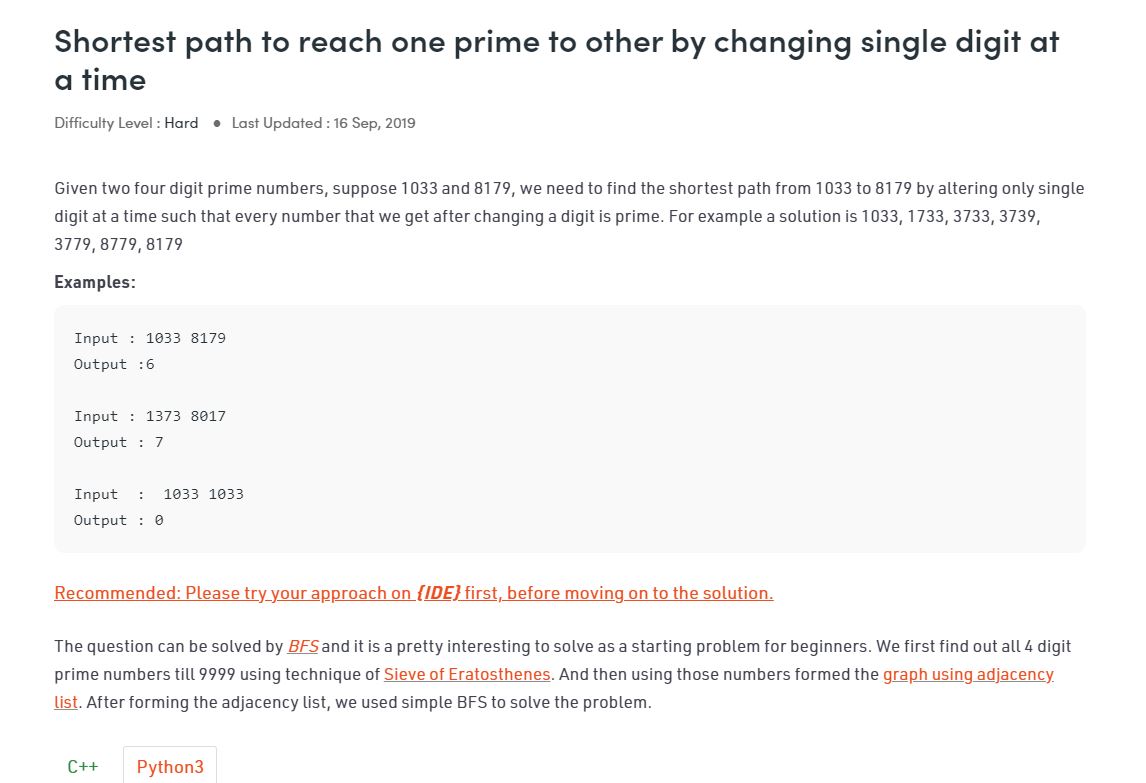 Shortest path to reach one prime to other by changing single digit at
a time
Difficulty Level : Hard ● Last Updated : 16 Sep, 2019
Given two four digit prime numbers, suppose 1033 and 8179, we need to find the shortest path from 1033 to 8179 by altering only single
digit at a time such that every number that we get after changing a digit is prime. For example a solution is 1033, 1733, 3733, 3739,
3779, 8779, 8179
Examples:
Input : 1033 8179
Output :6
Input : 1373 8017
Output : 7
Input  :  1033 1033
Output : 0
Recommended: Please try your approach on {IDE} first, before moving on to the solution.
The question can be solved by BFS and it is a pretty interesting to solve as a starting problem for beginners. We first find out all 4 digit
prime numbers till 9999 using technique of Sieve of Eratosthenes. And then using those numbers formed the graph using adjacency
list. After forming the adjacency list, we used simple BFS to solve the problem.
C++ Python3